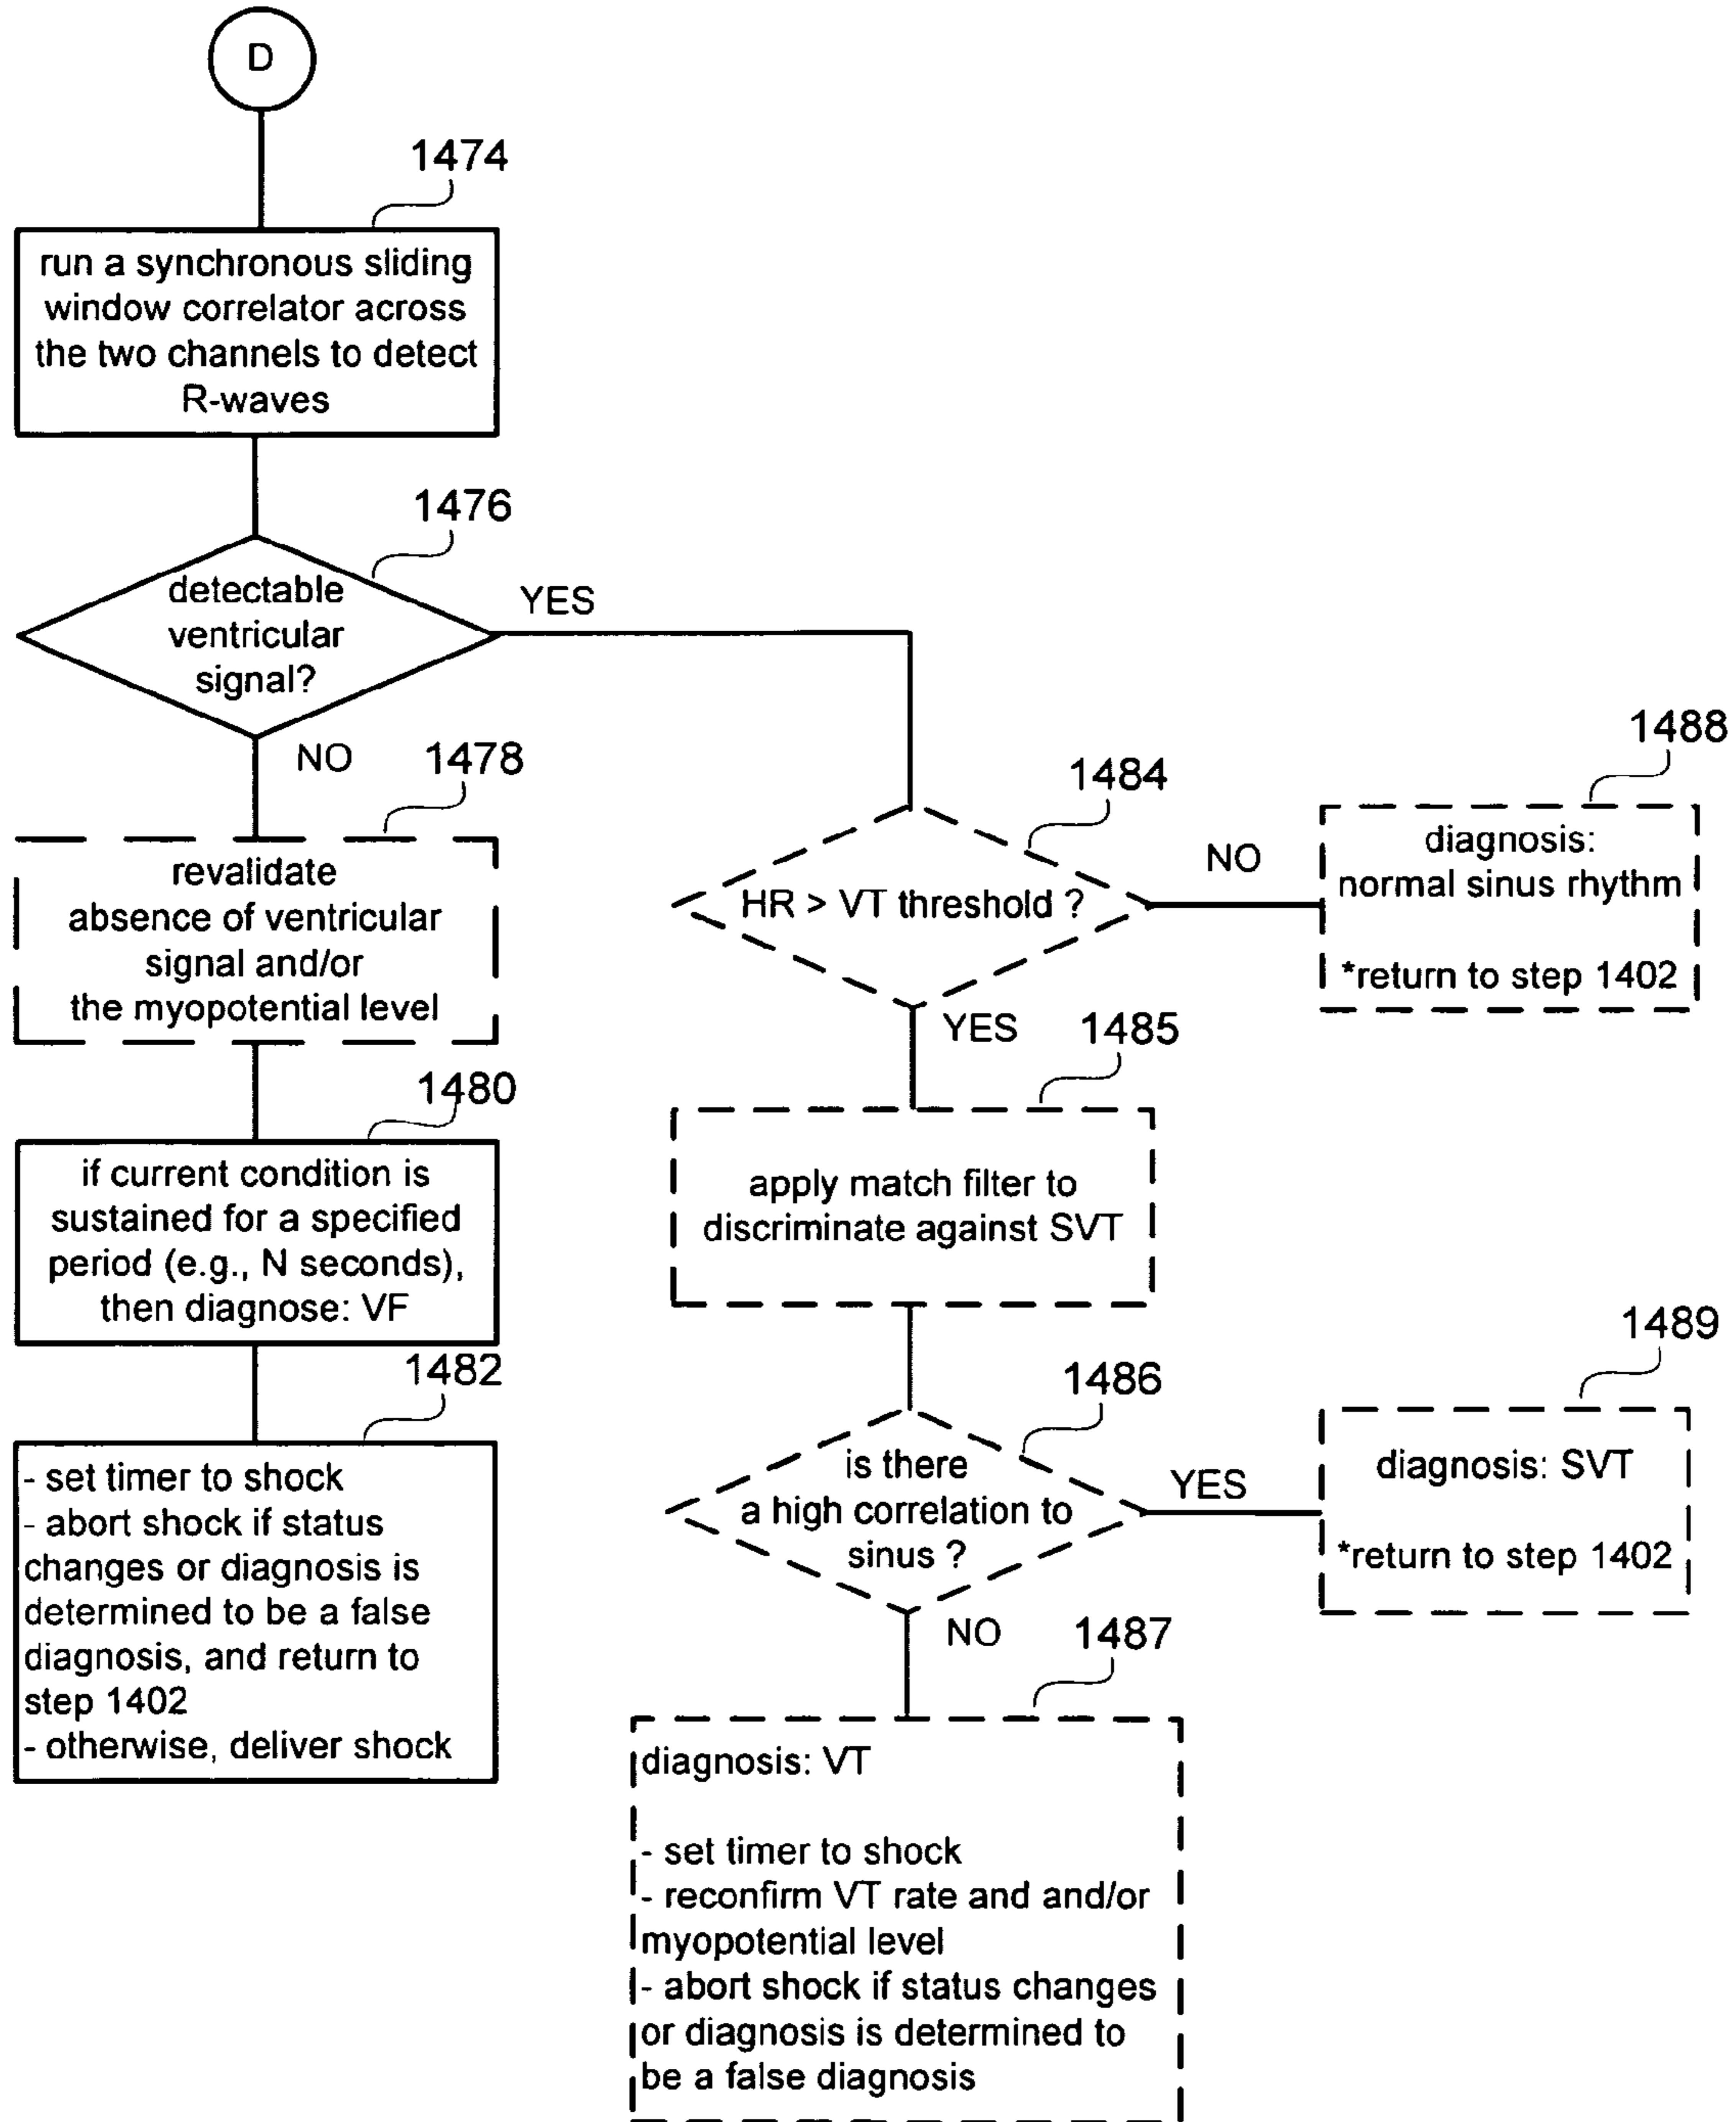 D
1474
run a synchronous sliding
window correlator across
the two channels to detect
R-waves
1476
detectable
ventricular
signal?
YES
NO
1478
revalidate
absence of ventricular
signal and/or
the myopotential level
1480
if current condition is
sustained for a specified
period (e.g., N seconds),
then diagnose: VF
1482
- set timer to shock
- abort shock if status
changes or diagnosis is
determined to be a false
diagnosis, and return to
step 1402
- otherwise, deliver shock
1484
HR > VT threshold ?
NO
1488
diagnosis:
normal sinus rhythm
*return to step 1402
YES
1485
apply match filter to
discriminate against SVT
1486
is there
a high correlation to
sinus ?
YES
1489
diagnosis: SVT
*return to step 1402
NO
1487
diagnosis: VT
- set timer to shock
- reconfirm VT rate and and/or
myopotential level
- abort shock if status changes
or diagnosis is determined to
be a false diagnosis